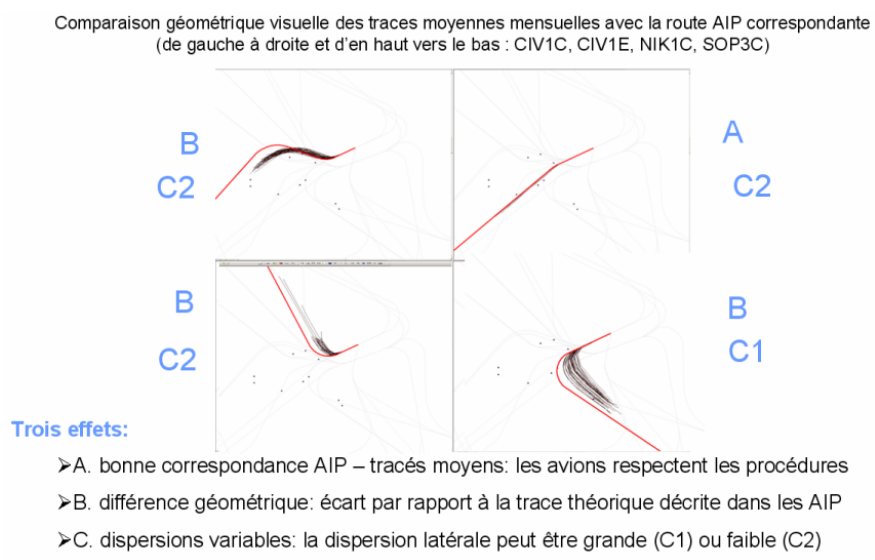 Comparaison géométrique visuelle des traces moyennes mensuelles avec la route AIP correspondante
(de gauche à droite et d'en haut vers le bas : CIV1C, CIV1E, NIK1C, SOP3C)
B
C2
A
C2
B
C2
B
C1
Trois effets:
➢A. bonne correspondance AIP – tracés moyens: les avions respectent les procédures
➢B. différence géométrique: écart par rapport à la trace théorique décrite dans les AIP
➢C. dispersions variables: la dispersion latérale peut être grande (C1) ou faible (C2)